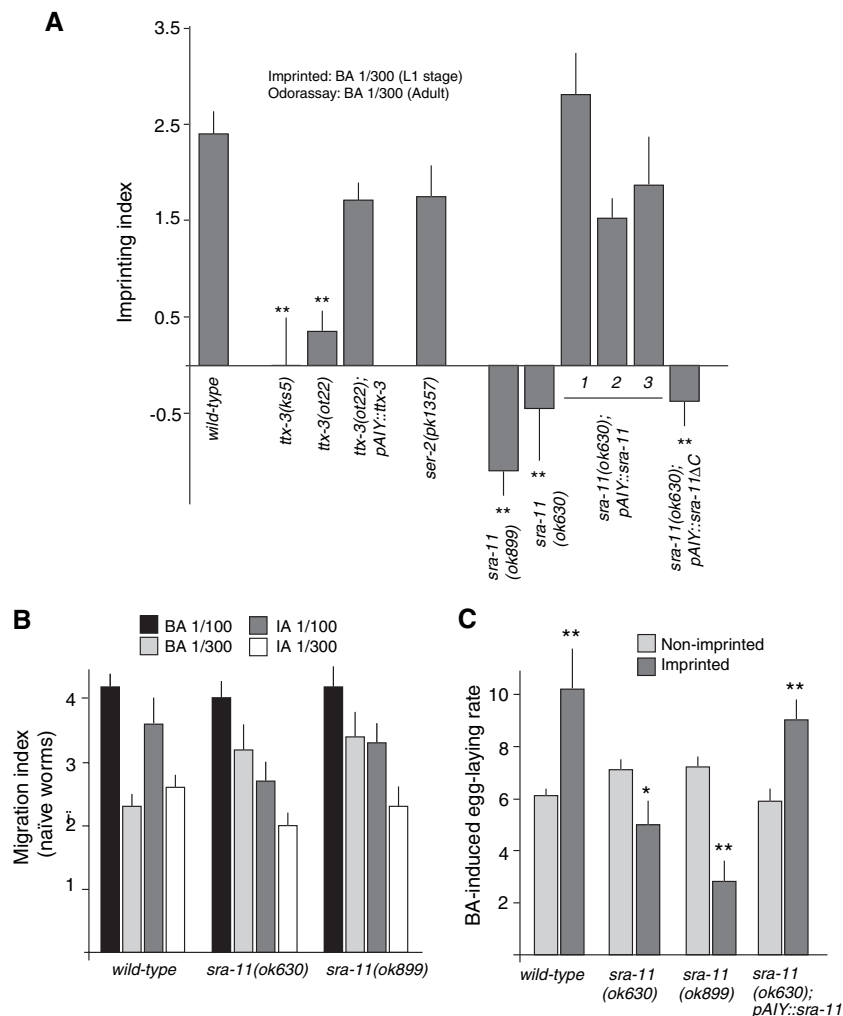 A
3.5
2.5
1.5
0.5
-0.5
Imprinting index
Imprinted: BA 1/300 (L1 stage)
Odorassay: BA 1/300 (Adult)
**
**
**
**
**
1 2 3
wild-type
ttx-3(ks5)
ttx-3(ot22)
ttx-3(ot22);
pAIY::ttx-3
ser-2(pk1357)
sra-11
(ok899)
sra-11
(ok630)
sra-11(ok630);
pAIY::sra-11
sra-11(ok630);
pAIY::sra-11ΔC
B
BA 1/100
IA 1/100
BA 1/300
IA 1/300
Migration index
(naïve worms)
4
3
2
1
wild-type
sra-11(ok630)
sra-11(ok899)
C
Non-imprinted
Imprinted
BA-induced egg-laying rate
10
8
6
4
2
**
*
**
**
wild-type
sra-11
(ok630)
sra-11
(ok899)
sra-11
(ok630);
pAIY::sra-11